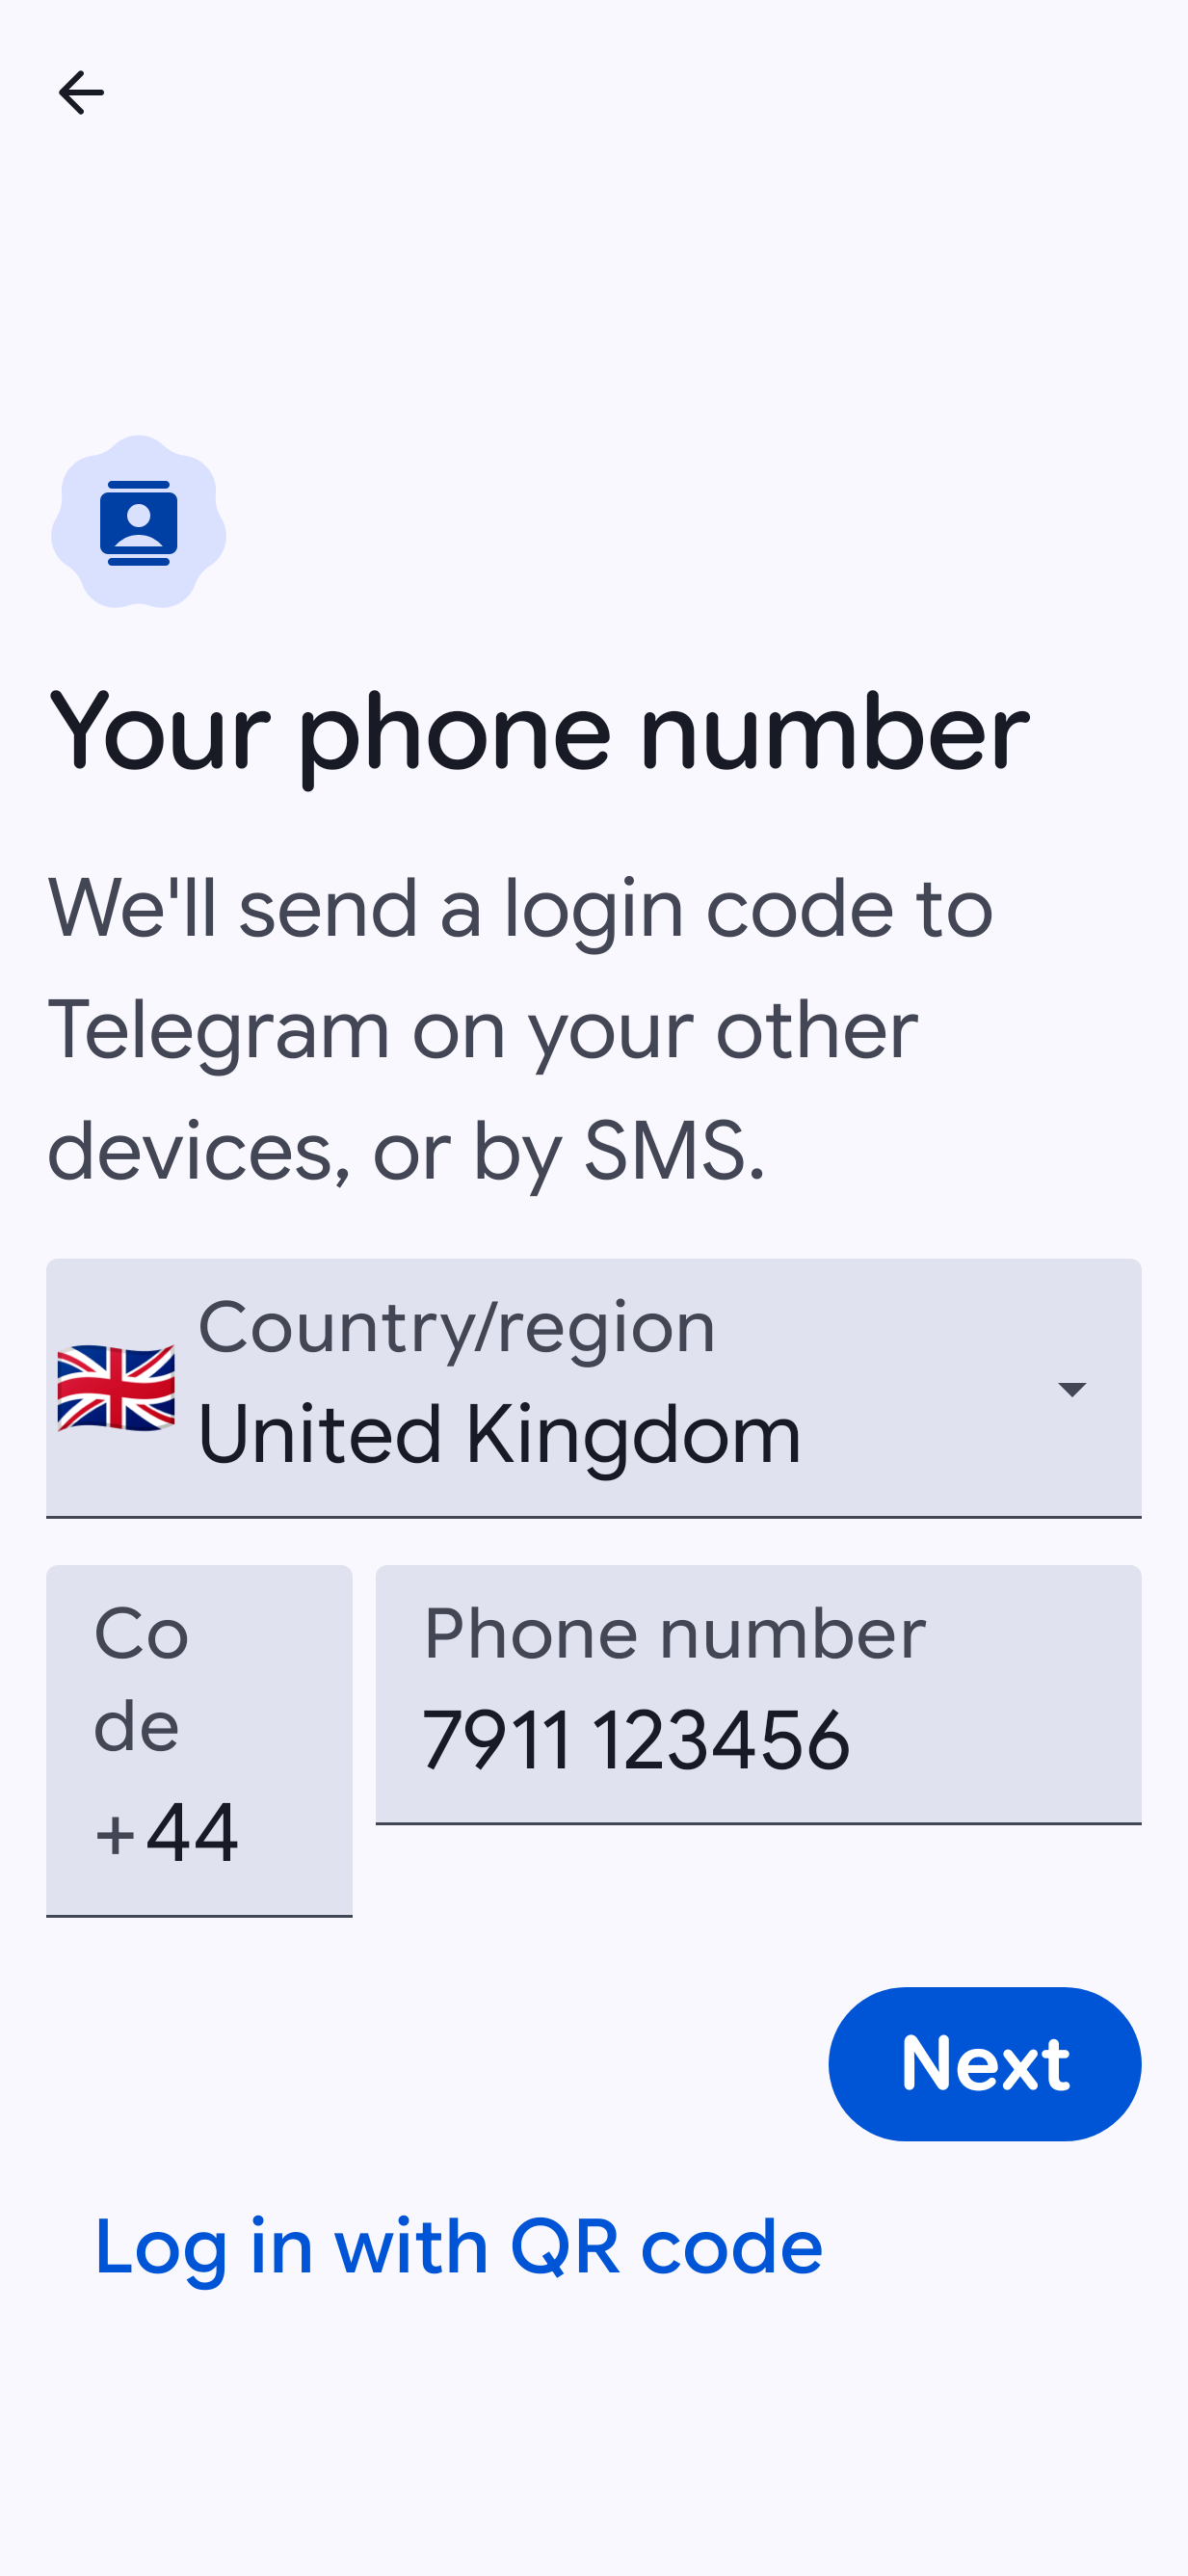 Your phone number
We'll send a login code to
Telegram on your other
devices, or by SMS.
Country/region
United Kingdom
Co
de
+44
Phone number
7911 123456
Next
Log in with QR code